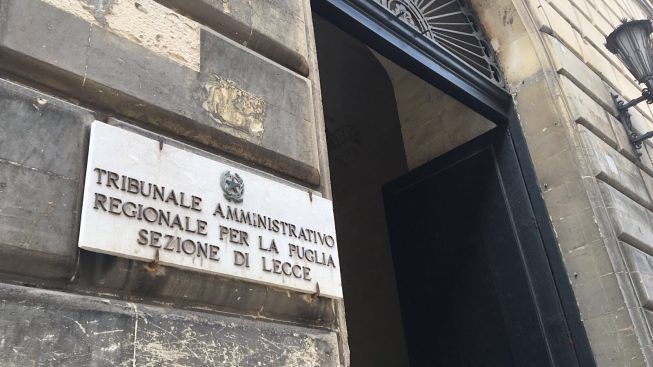 TRIBUNALE AMMINISTRATIVO
REGIONALE PER LA PUGLIA
SEZIONE DI LECCE